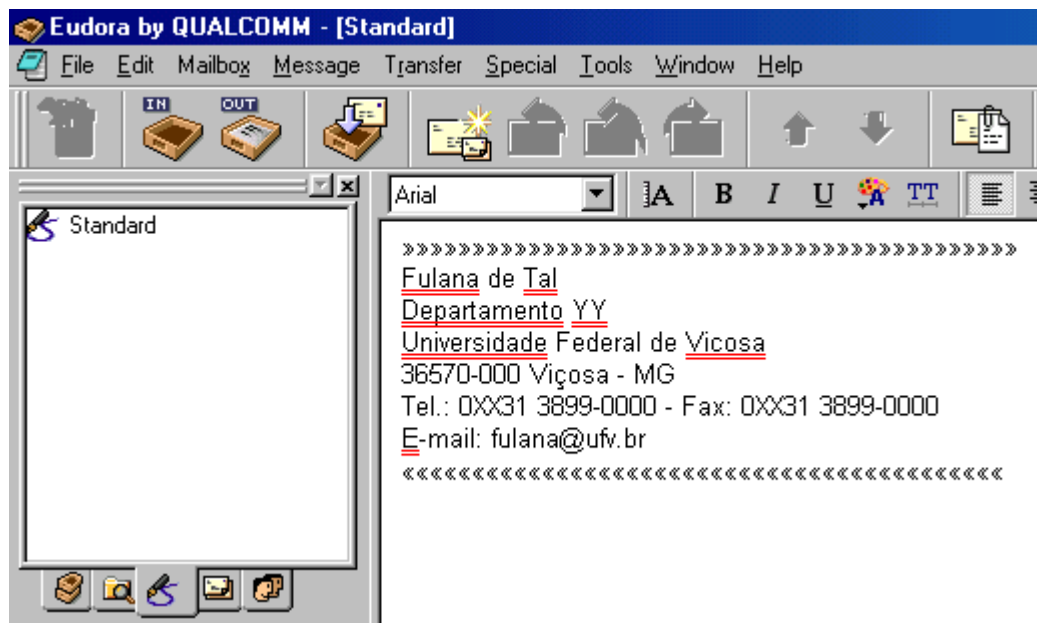 Eudora by QUALCOMM - [Standard]
File Edit Mailbox Message Transfer Special Tools Window Help
IN OUT
Standard
Arial A B I U A TT
»»»»»»»»»»»»»»»»»»»»»»»»»»»»»»»»»»»»»»»»»»»»
Fulana de Tal
Departamento YY
Universidade Federal de Vicosa
36570-000 Viçosa - MG
Tel.: 0XX31 3899-0000 - Fax: 0XX31 3899-0000
E-mail: fulana@ufv.br
«««««««««««««««««««««««««««««««««««««««««««